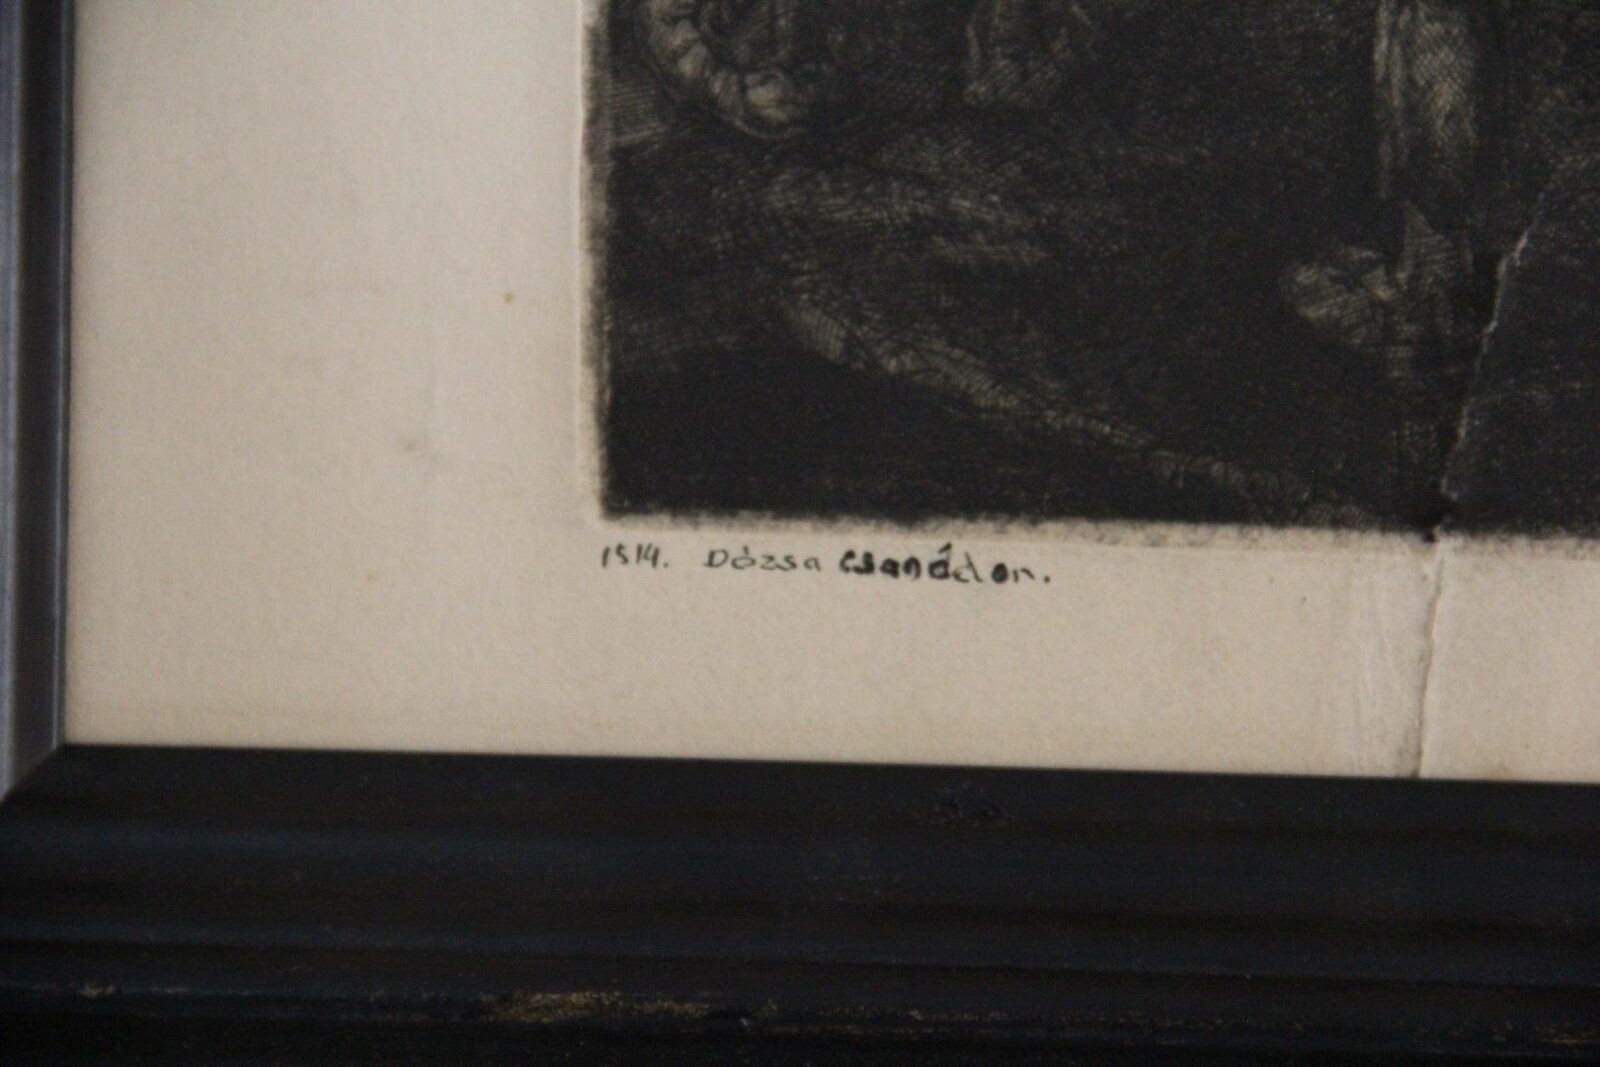 1514. Dózsa Csanádon.